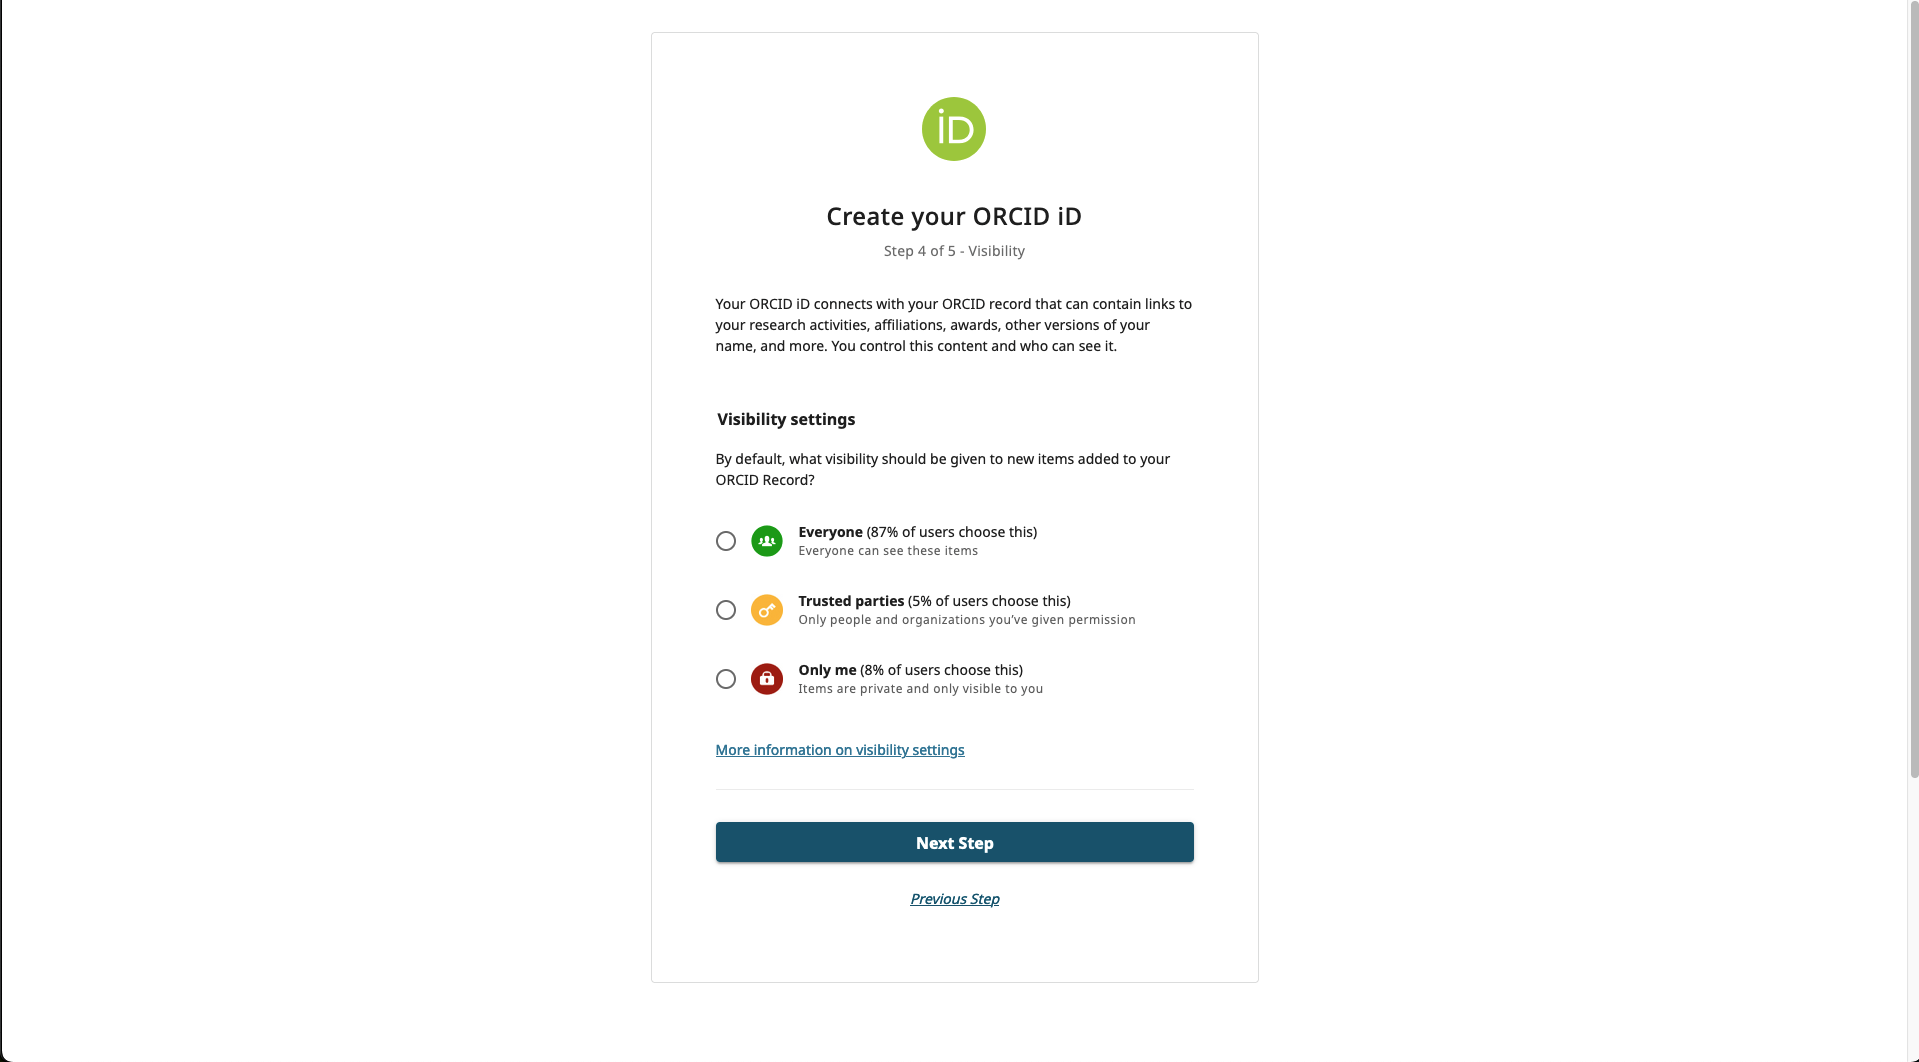 iD
Create your ORCID iD
Step 4 of 5 - Visibility
Your ORCID iD connects with your ORCID record that can contain links to
your research activities, affiliations, awards, other versions of your
name, and more. You control this content and who can see it.
Visibility settings
By default, what visibility should be given to new items added to your
ORCID Record?
Everyone (87% of users choose this)
Everyone can see these items
Trusted parties (5% of users choose this)
Only people and organizations you’ve given permission
Only me (8% of users choose this)
Items are private and only visible to you
More information on visibility settings
Next Step
Previous Step